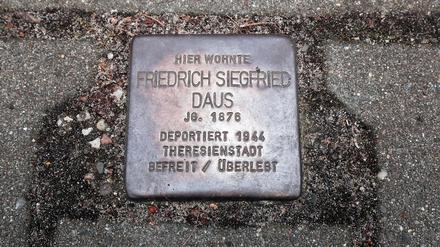 HIER WOHNTE
FRIEDRICH SIEGFRIED
DAUS
JG. 1876
DEPORTIERT 1944
THERESIENSTADT
BEFREIT / ÜBERLEBT